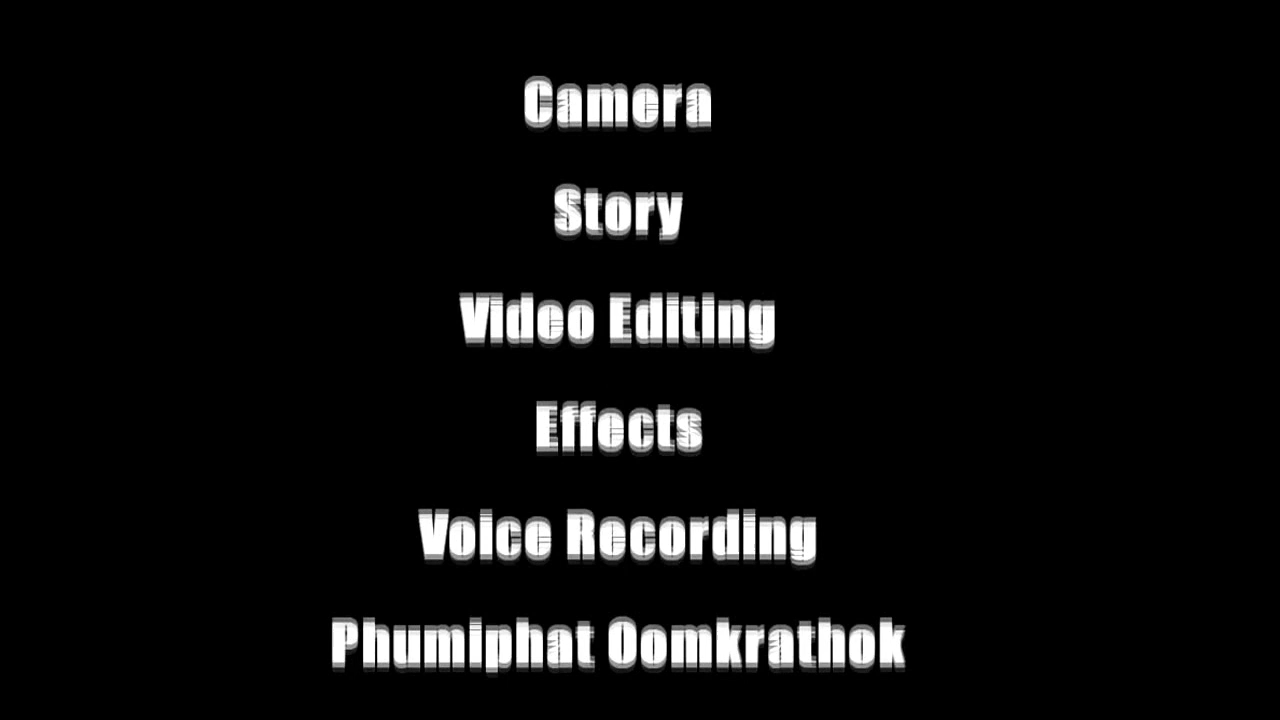 Camera
Story
Video Editing
Effects
Voice Recording
Phumiphat Oomkrathok